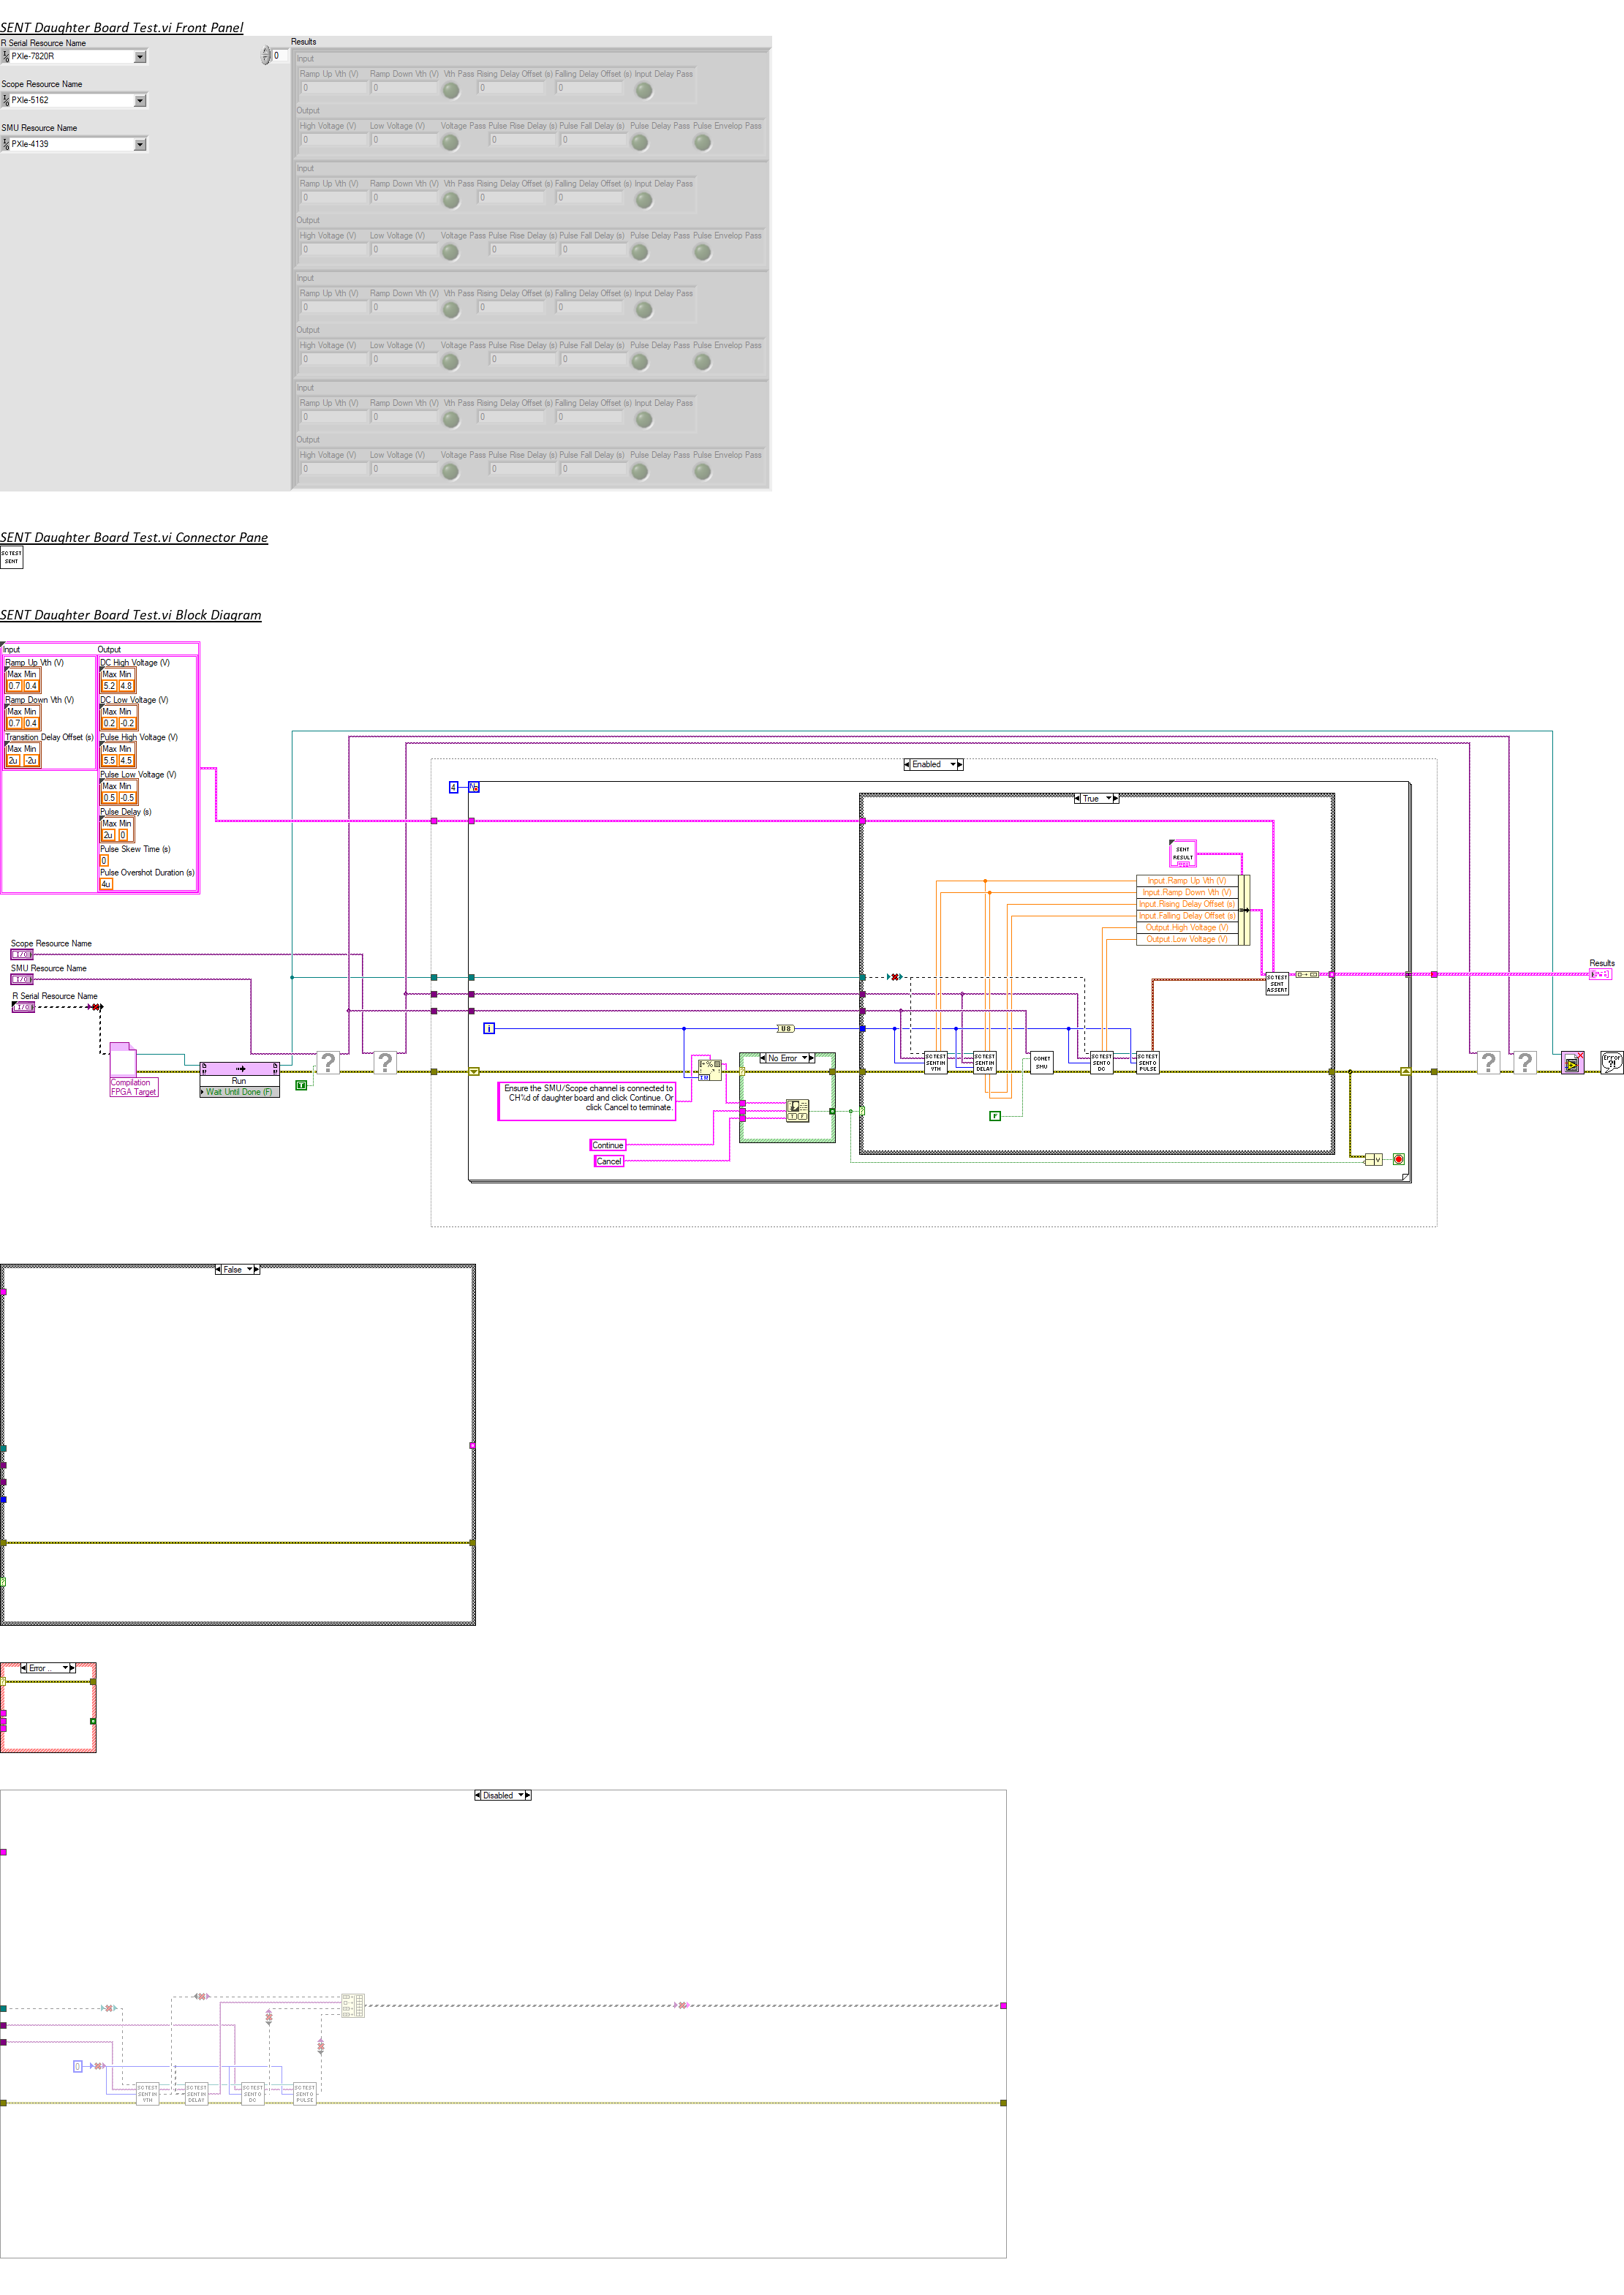 SENT Daughter Board Test.vi Front Panel
R Serial Resource Name
PXIe-7820R
Scope Resource Name
PXIe-5162
SMU Resource Name
PXIe-4139
0
Results
Input
Ramp Up Vth (V) Ramp Down Vth (V) Vth Pass Rising Delay Offset (s) Falling Delay Offset (s) Input Delay Pass
0 0 0 0
Output
High Voltage (V) Low Voltage (V) Voltage Pass Pulse Rise Delay (s) Pulse Fall Delay (s) Pulse Delay Pass Pulse Envelop Pass
0 0 0 0
Input
Ramp Up Vth (V) Ramp Down Vth (V) Vth Pass Rising Delay Offset (s) Falling Delay Offset (s) Input Delay Pass
0 0 0 0
Output
High Voltage (V) Low Voltage (V) Voltage Pass Pulse Rise Delay (s) Pulse Fall Delay (s) Pulse Delay Pass Pulse Envelop Pass
0 0 0 0
Input
Ramp Up Vth (V) Ramp Down Vth (V) Vth Pass Rising Delay Offset (s) Falling Delay Offset (s) Input Delay Pass
0 0 0 0
Output
High Voltage (V) Low Voltage (V) Voltage Pass Pulse Rise Delay (s) Pulse Fall Delay (s) Pulse Delay Pass Pulse Envelop Pass
0 0 0 0
Input
Ramp Up Vth (V) Ramp Down Vth (V) Vth Pass Rising Delay Offset (s) Falling Delay Offset (s) Input Delay Pass
0 0 0 0
Output
High Voltage (V) Low Voltage (V) Voltage Pass Pulse Rise Delay (s) Pulse Fall Delay (s) Pulse Delay Pass Pulse Envelop Pass
0 0 0 0
SENT Daughter Board Test.vi Connector Pane
SC TEST
SENT
SENT Daughter Board Test.vi Block Diagram
Input
Ramp Up Vth (V)
Max Min
0.7 0.4
Ramp Down Vth (V)
Max Min
0.7 0.4
Transition Delay Offset (s)
Max Min
2u -2u
Output
DC High Voltage (V)
Max Min
5.2 4.8
DC Low Voltage (V)
Max Min
0.2 -0.2
Pulse High Voltage (V)
Max Min
5.5 4.5
Pulse Low Voltage (V)
Max Min
0.5 -0.5
Pulse Delay (s)
Max Min
2u 0
Pulse Skew Time (s)
0
Pulse Overshot Duration (s)
4u
Scope Resource Name
I/O
SMU Resource Name
I/O
R Serial Resource Name
I/O
Compilation
FPGA Target
Run
Wait Until Done (F)
T
?
?
Enabled
4
N
i
U8
Ensure the SMU/Scope channel is connected to
CH%d of daughter board and click Continue. Or
click Cancel to terminate.
Continue
Cancel
No Error
True
SENT
RESULT
Input.Ramp Up Vth (V)
Input.Ramp Down Vth (V)
Input.Rising Delay Offset (s)
Input.Falling Delay Offset (s)
Output.High Voltage (V)
Output.Low Voltage (V)
SC TEST
SENT IN
VTH
SC TEST
SENT IN
DELAY
CONET
SMU
F
SC TEST
SENT O
DC
SC TEST
SENT O
PULSE
SC TEST
SENT
ASSERT
Results
?
?
Error
?!
False
Error ..
Disabled
0
SC TEST
SENT IN
VTH
SC TEST
SENT IN
DELAY
SC TEST
SENT O
DC
SC TEST
SENT O
PULSE